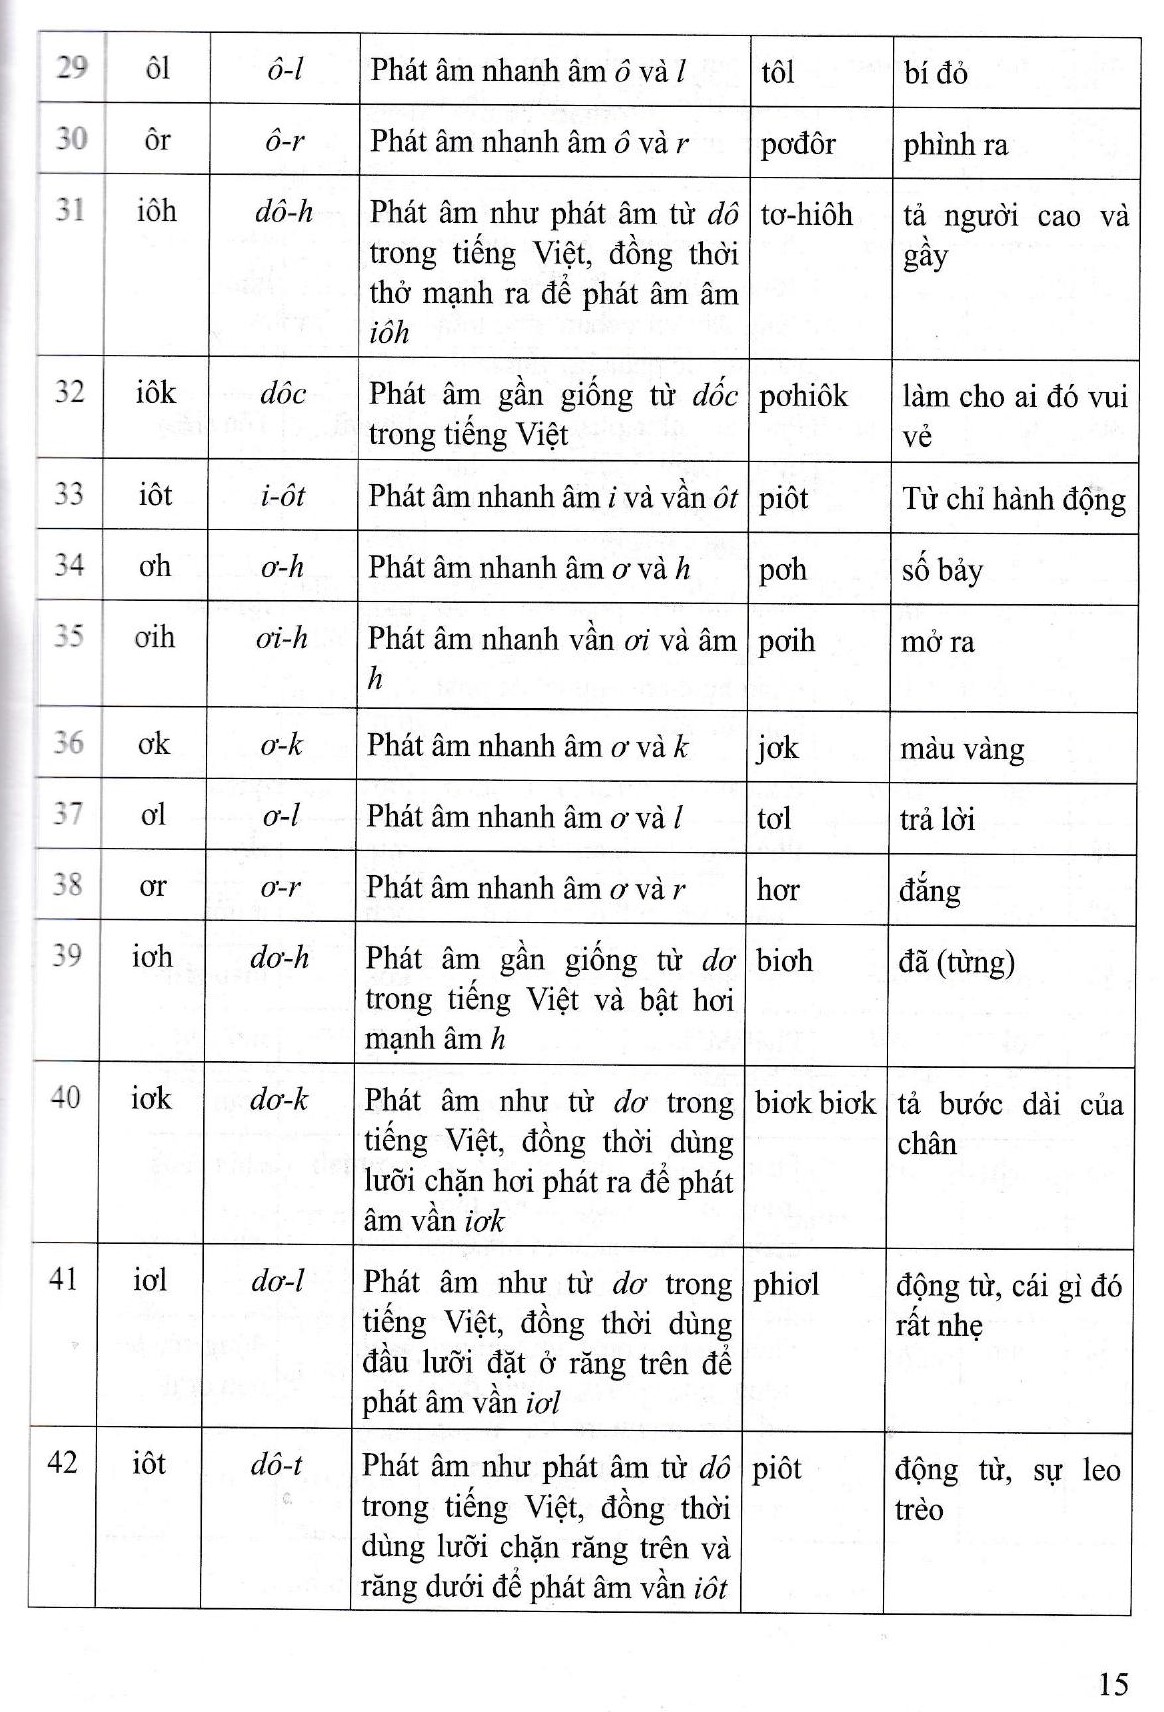 29 ôl ô-l Phát âm nhanh âm ô và l tôl bí đỏ
30 ôr ô-r Phát âm nhanh âm ô và r pơđôr phình ra
31 iôh dô-h Phát âm như phát âm từ dô tơ-hiôh tả người cao và
trong tiếng Việt, đồng thời gầy
thở mạnh ra để phát âm âm
iôh
32 iôk dôc Phát âm gần giống từ dốc pơhiôk làm cho ai đó vui
trong tiếng Việt vẻ
33 iôt i-ôt Phát âm nhanh âm i và vần ôt piôt Từ chỉ hành động
34 ơh ơ-h Phát âm nhanh âm ơ và h pơh số bảy
35 ơih ơi-h Phát âm nhanh vần ơi và âm pơih mở ra
h
36 ơk ơ-k Phát âm nhanh âm ơ và k jơk màu vàng
37 ơl ơ-l Phát âm nhanh âm ơ và l tơl trả lời
38 ơr ơ-r Phát âm nhanh âm ơ và r hơr đắng
39 iơh dơ-h Phát âm gần giống từ dơ biơh đã (từng)
trong tiếng Việt và bật hơi
mạnh âm h
40 iơk dơ-k Phát âm như từ dơ trong biơk biơk tả bước dài của
tiếng Việt, đồng thời dùng chân
lưỡi chặn hơi phát ra để phát
âm vần iơk
41 iơl dơ-l Phát âm như từ dơ trong phiơl động từ, cái gì đó
tiếng Việt, đồng thời dùng rất nhẹ
đầu lưỡi đặt ở răng trên để
phát âm vần iơl
42 iôt dô-t Phát âm như phát âm từ dô piôt động từ, sự leo
trong tiếng Việt, đồng thời trèo
dùng lưỡi chặn răng trên và
răng dưới để phát âm vần iôt
15